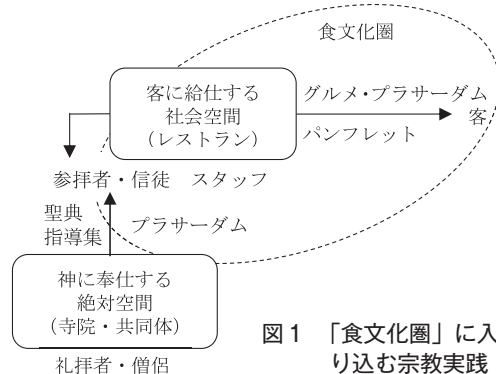 食文化圏
客に給仕する
社会空間
(レストラン)
グルメ・プラサーダム
客
パンフレット
参拝者・信徒 スタッフ
聖典
指導集
プラサーダム
神に奉仕する
絶対空間
(寺院・共同体)
礼拝者・僧侶
図1 「食文化圏」に入
り込む宗教実践